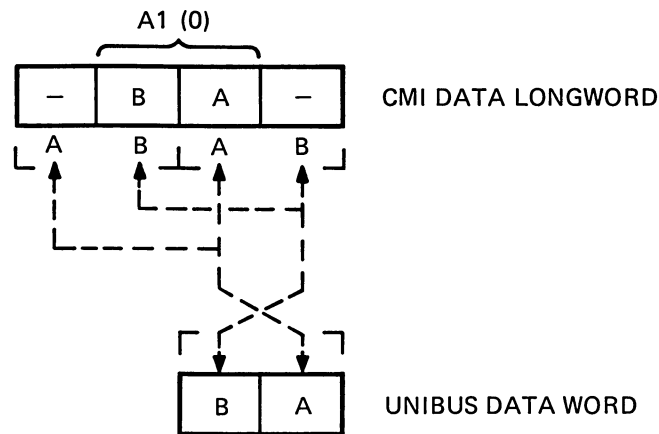 A1 (0)
– B A – CMI DATA LONGWORD
A B A B
B A UNIBUS DATA WORD